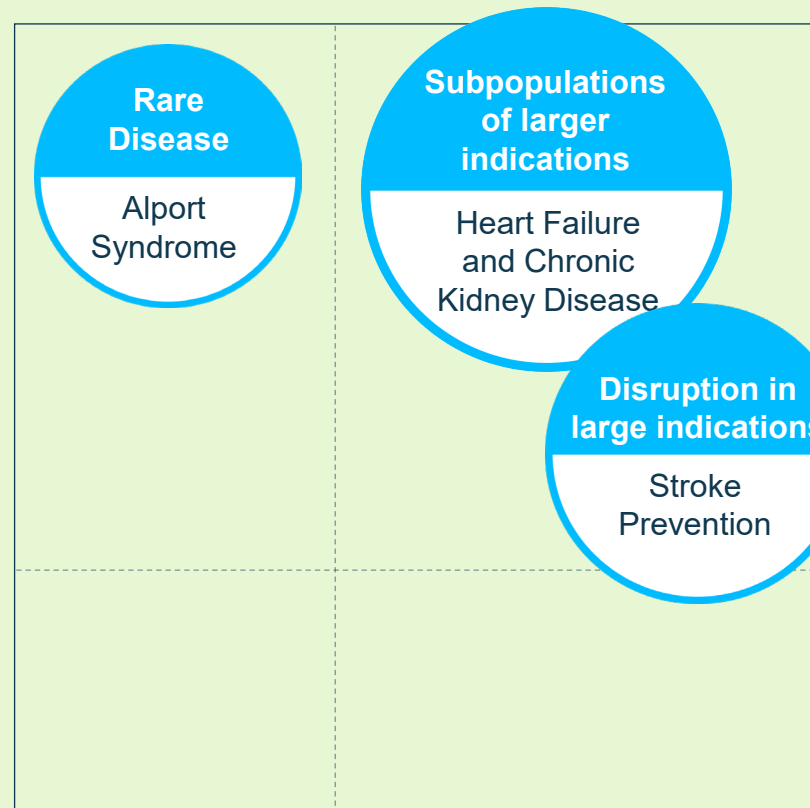 Rare
Disease
Alport
Syndrome
Subpopulations
of larger
indications
Heart Failure
and Chronic
Kidney Disease
Disruption in
large indications
Stroke
Prevention